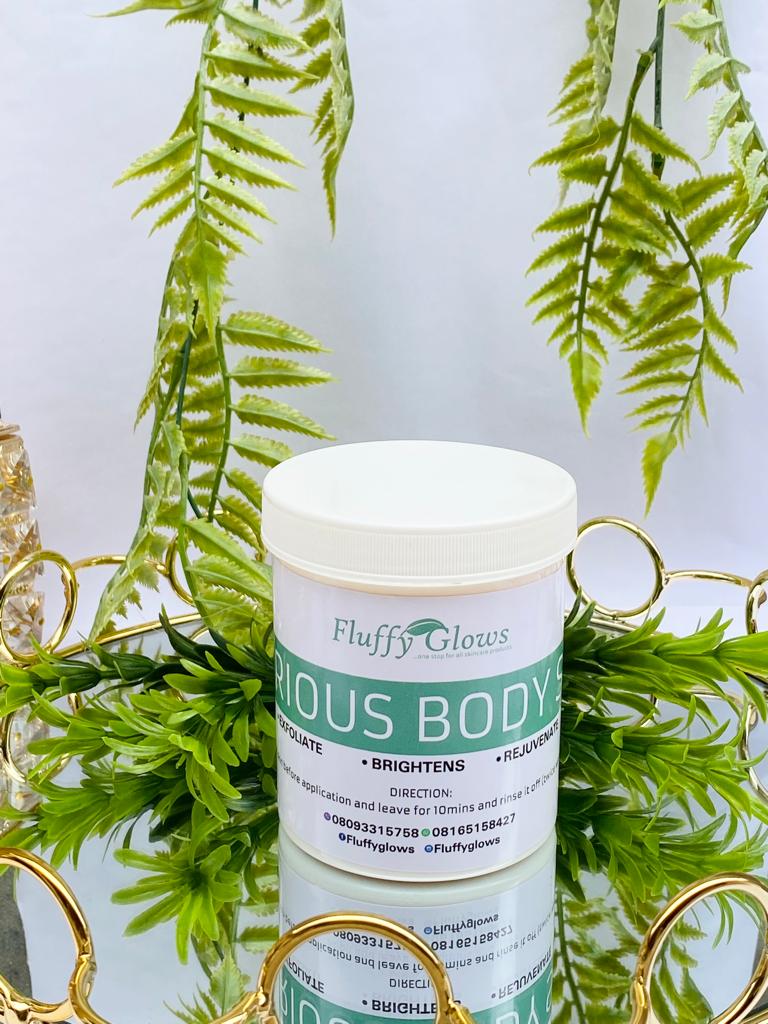 Fluffy Glows
...one stop for all skincare products
RIOUS BODY S
EXFOLIATE
• BRIGHTENS
• REJUVENATE
DIRECTION:
before application and leave for 10mins and rinse it off
08093315758 08165158427
Fluffyglows Fluffyglows